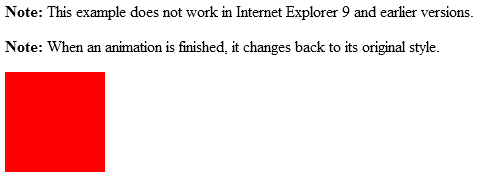 Note: This example does not work in Internet Explorer 9 and earlier versions.
Note: When an animation is finished, it changes back to its original style.